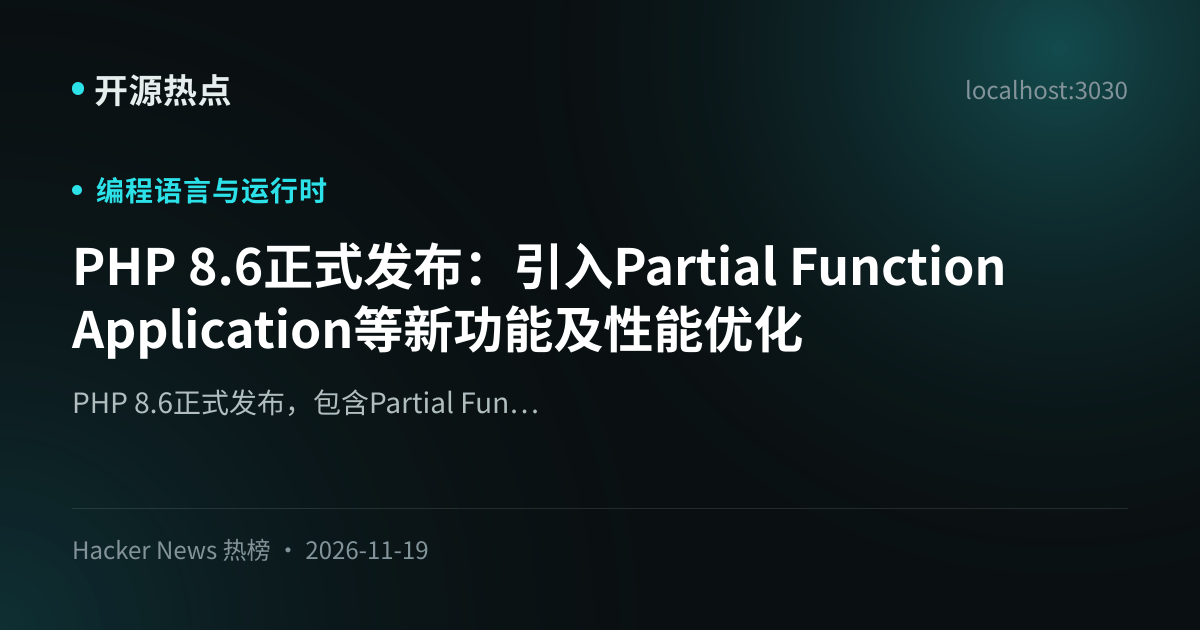 开源热点
localhost:3030
编程语言与运行时
PHP 8.6正式发布：引入Partial Function
Application等新功能及性能优化
PHP 8.6正式发布，包含Partial Fun…
Hacker News 热榜 · 2026-11-19